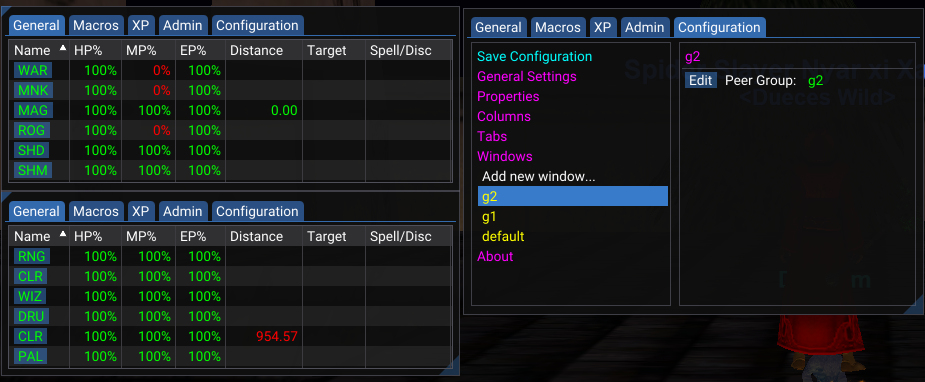 General Macros XP Admin Configuration
Name HP% MP% EP% Distance Target Spell/Disc
WAR 100% 0% 100%
MNK 100% 0% 100%
MAG 100% 100% 100% 0.00
ROG 100% 0% 100%
SHD 100% 100% 100%
SHM 100% 100% 100%
General Macros XP Admin Configuration
Name HP% MP% EP% Distance Target Spell/Disc
RNG 100% 100% 100%
CLR 100% 100% 100%
WIZ 100% 100% 100%
DRU 100% 100% 100%
CLR 100% 100% 100% 954.57
PAL 100% 100% 100%
General Macros XP Admin Configuration
Save Configuration
General Settings
Properties
Columns
Tabs
Windows
Add new window...
g2
g1
default
About
g2
Edit Peer Group: g2
<Dueces Wild>